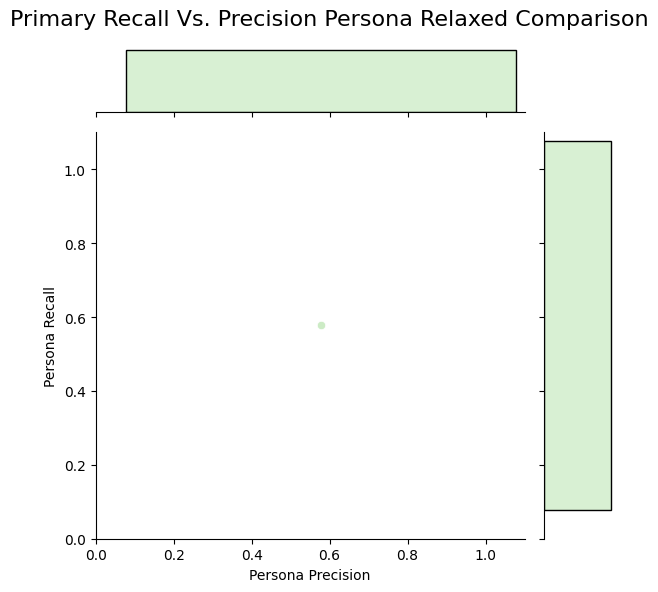 Primary Recall Vs. Precision Persona Relaxed Comparison
1.0
0.8
0.6
0.4
0.2
0.0
Persona Recall
0.0 0.2 0.4 0.6 0.8 1.0
Persona Precision